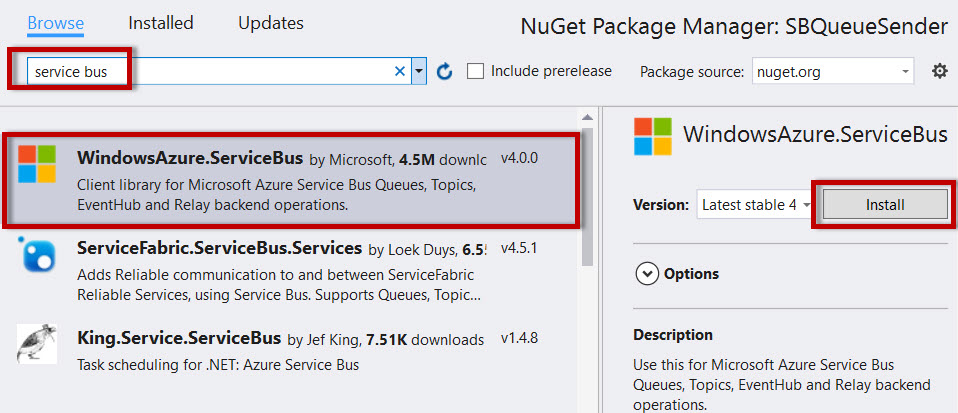 Browse Installed Updates
NuGet Package Manager: SBQueueSender
service bus
Include prerelease
Package source: nuget.org
WindowsAzure.ServiceBus by Microsoft, 4.5M downlc v4.0.0
Client library for Microsoft Azure Service Bus Queues, Topics,
EventHub and Relay backend operations.
ServiceFabric.ServiceBus.Services by Loek Duys, 6.5 v4.5.1
Adds Reliable communication to and between ServiceFabric
Reliable Services, using Service Bus. Supports Queues, Topic...
King.Service.ServiceBus by Jef King, 7.51K downloads v1.4.8
Task scheduling for .NET: Azure Service Bus
WindowsAzure.ServiceBus
Version: Latest stable 4 Install
Options
Description
Use this for Microsoft Azure Service Bus
Queues, Topics, EventHub and Relay backend
operations.